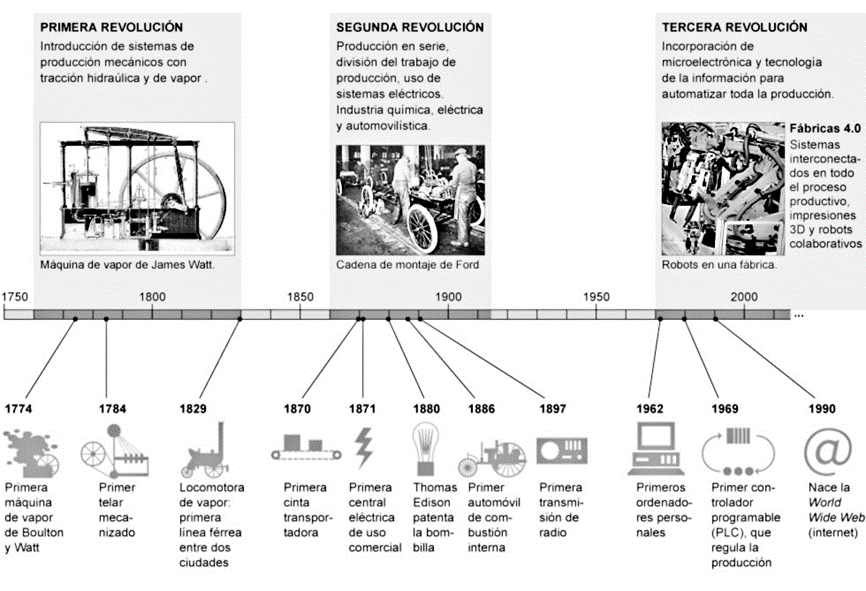 PRIMERA REVOLUCIÓN
Introducción de sistemas de
producción mecánicos con
tracción hidraúlica y de vapor .
Máquina de vapor de James Watt.
SEGUNDA REVOLUCIÓN
Producción en serie,
división del trabajo de
producción, uso de
sistemas eléctricos.
Industria química, eléctrica
y automovilística.
Cadena de montaje de Ford
TERCERA REVOLUCIÓN
Incorporación de
microelectrónica y tecnología
de la información para
automatizar toda la producción.
Fábricas 4.0
Sistemas
interconecta-
dos en todo
el proceso
productivo,
impresiones
3D y robots
colaborativos
Robots en una fábrica.
1750 1800 1850 1900 1950 2000 ...
1774
Primera
máquina
de vapor
de Boulton
y Watt
1784
Primer
telar
meca-
nizado
1829
Locomotora
de vapor:
primera
línea férrea
entre dos
ciudades
1870
Primera
cinta
transpor-
tadora
1871
Primera
central
eléctrica
de uso
comercial
1880
Thomas
Edison
patenta
la bom-
billa
1886
Primer
automóvil
de com-
bustión
interna
1897
Primera
transmi-
sión de
radio
1962
Primeros
ordenado-
res perso-
nales
1969
Primer con-
trolador
programable
(PLC), que
regula la
producción
1990
@
Nace la
World
Wide Web
(internet)